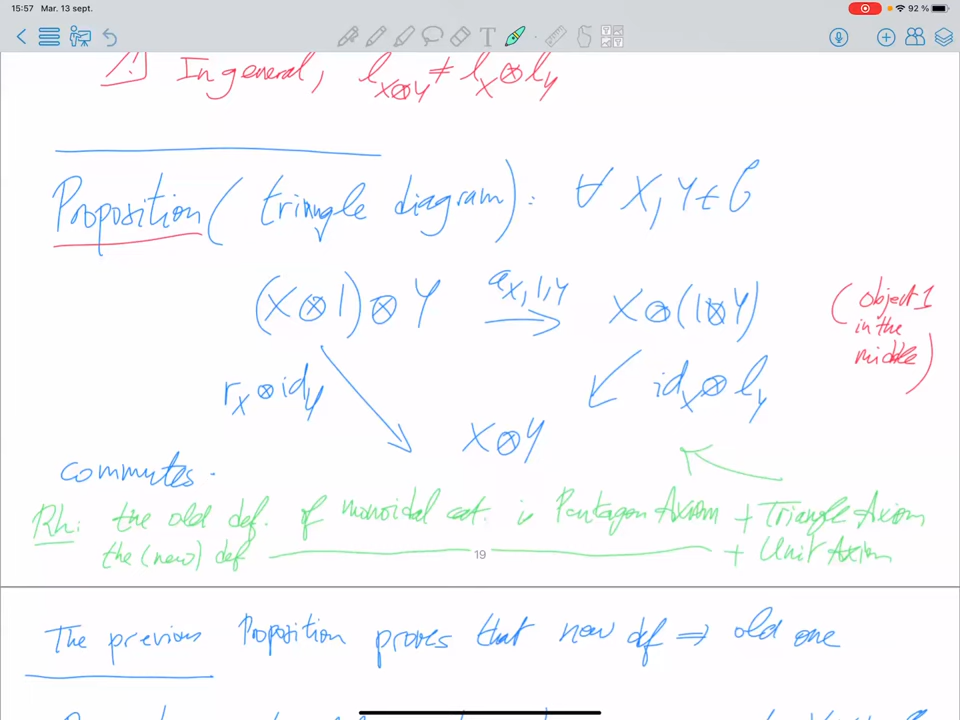 15:57 Mar. 13 sept. 92 %
⚠ In general, l_{X⊗Y} ≠ l_X ⊗ l_Y
Proposition (triangle diagram): ∀ X, Y ∈ C
(X⊗1)⊗Y a_{X,1,Y} → X⊗(1⊗Y)
(object 1
in the
middle)
r_X ⊗ id_Y id_X ⊗ l_Y
X⊗Y
commutes.
Rk: the old def. of monoidal cat. is Pentagon Axiom + Triangle Axiom
the (new) def ———— + Unit Axiom
19
The previous Proposition proves that new def ⇒ old one